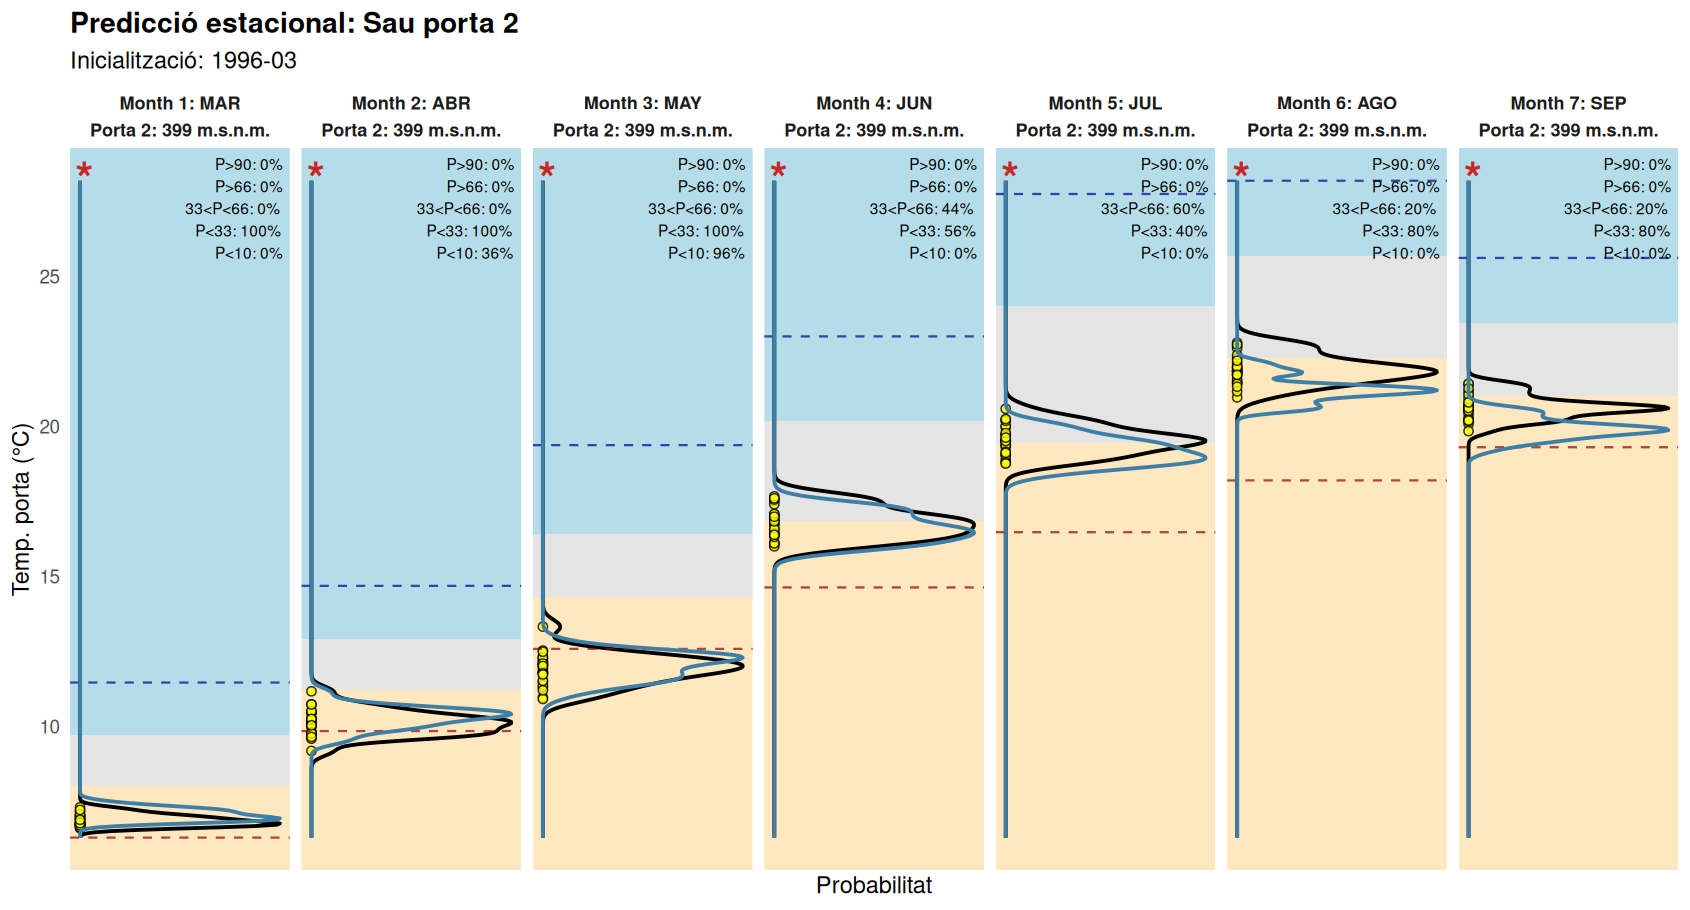 Predicció estacional: Sau porta 2
Inicialització: 1996-03
Month 1: MAR
Porta 2: 399 m.s.n.m.
Month 2: ABR
Porta 2: 399 m.s.n.m.
Month 3: MAY
Porta 2: 399 m.s.n.m.
Month 4: JUN
Porta 2: 399 m.s.n.m.
Month 5: JUL
Porta 2: 399 m.s.n.m.
Month 6: AGO
Porta 2: 399 m.s.n.m.
Month 7: SEP
Porta 2: 399 m.s.n.m.
*
P>90: 0%
P>66: 0%
33<P<66: 0%
P<33: 100%
P<10: 0%
*
P>90: 0%
P>66: 0%
33<P<66: 0%
P<33: 100%
P<10: 36%
*
P>90: 0%
P>66: 0%
33<P<66: 0%
P<33: 100%
P<10: 96%
*
P>90: 0%
P>66: 0%
33<P<66: 44%
P<33: 56%
P<10: 0%
*
P>90: 0%
P>66: 0%
33<P<66: 60%
P<33: 40%
P<10: 0%
*
P>90: 0%
P>66: 0%
33<P<66: 20%
P<33: 80%
P<10: 0%
*
P>90: 0%
P>66: 0%
33<P<66: 20%
P<33: 80%
P<10: 0%
25
20
15
10
Temp. porta (°C)
Probabilitat